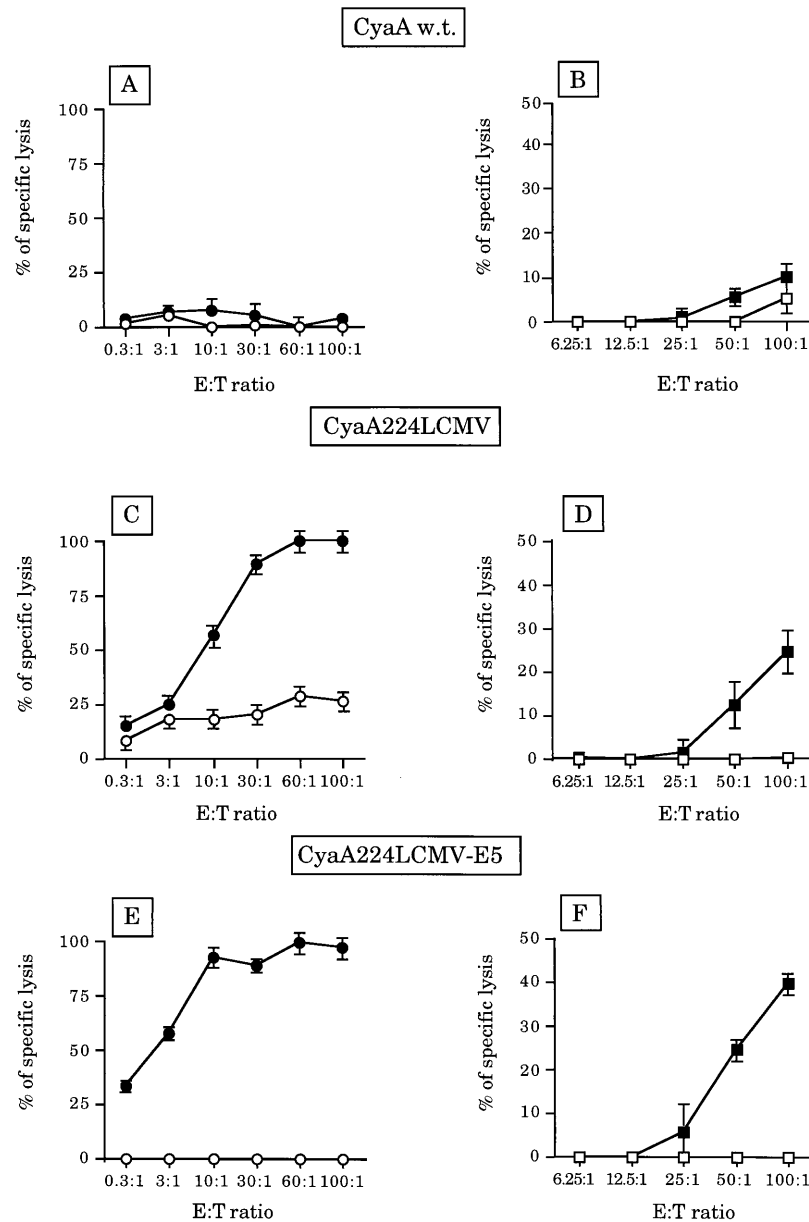 CyaA w.t.
A
% of specific lysis
100
75
50
25
0
0.3:1 3:1 10:1 30:1 60:1 100:1
E:T ratio
B
% of specific lysis
50
40
30
20
10
0
6.25:1 12.5:1 25:1 50:1 100:1
E:T ratio
CyaA224LCMV
C
% of specific lysis
100
75
50
25
0
0.3:1 3:1 10:1 30:1 60:1 100:1
E:T ratio
D
% of specific lysis
50
40
30
20
10
0
6.25:1 12.5:1 25:1 50:1 100:1
E:T ratio
CyaA224LCMV-E5
E
% of specific lysis
100
75
50
25
0
0.3:1 3:1 10:1 30:1 60:1 100:1
E:T ratio
F
% of specific lysis
50
40
30
20
10
0
6.25:1 12.5:1 25:1 50:1 100:1
E:T ratio